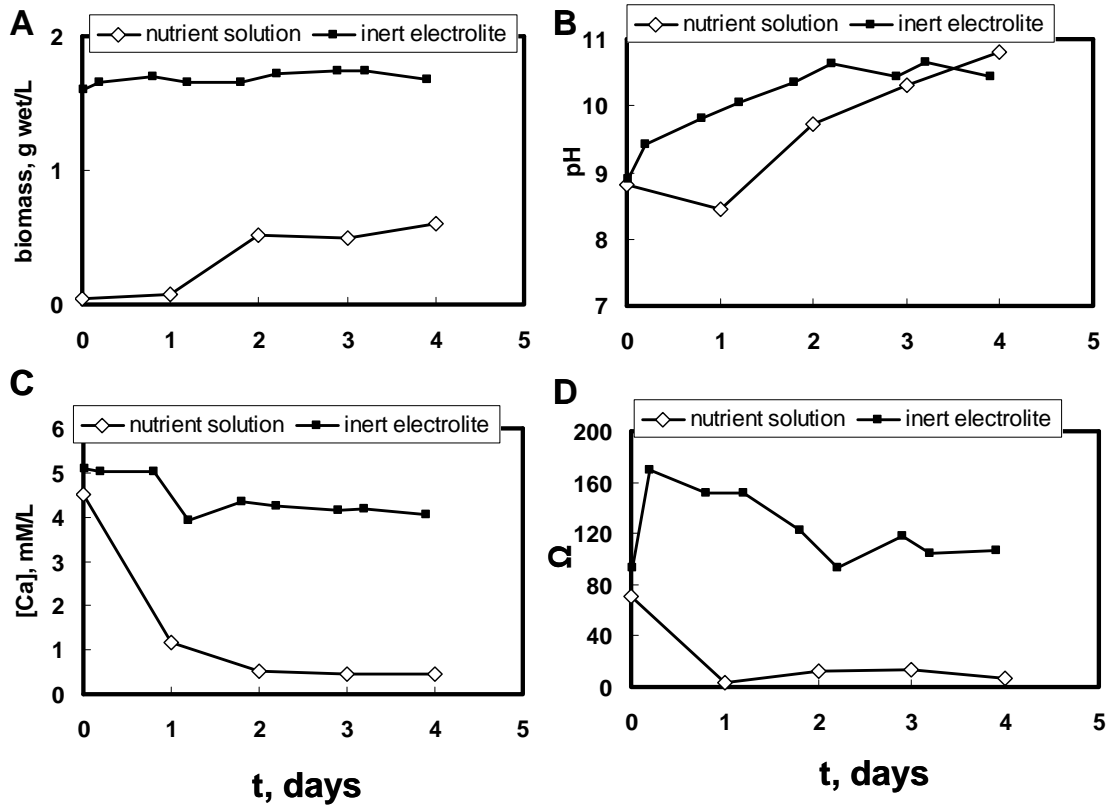 A
nutrient solution
inert electrolite
biomass, g wet/L
2
1
0
0 1 2 3 4 5
B
nutrient solution
inert electrolite
pH
11
10
9
8
7
0 1 2 3 4 5
C
nutrient solution
inert electrolite
[Ca], mM/L
6
5
4
3
2
1
0
0 1 2 3 4 5
t, days
D
nutrient solution
inert electrolite
Ω
200
160
120
80
40
0
0 1 2 3 4 5
t, days